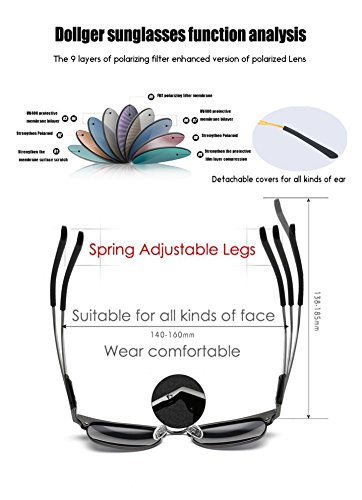 Dollger sunglasses function analysis
The 9 layers of polarizing filter enhanced version of polarized Lens
PNT polarizing filter membrane
UV400 protective
membrane bilayer
UV400 protective
membrane bilayer
Strengthen Polaroid
Strengthen Polaroid
Strengthen the
membrane surface scratch
Strengthen the protective
film layer compression
Detachable covers for all kinds of ear
Spring Adjustable Legs
138-185mm
Suitable for all kinds of face
140-160mm
Wear comfortable